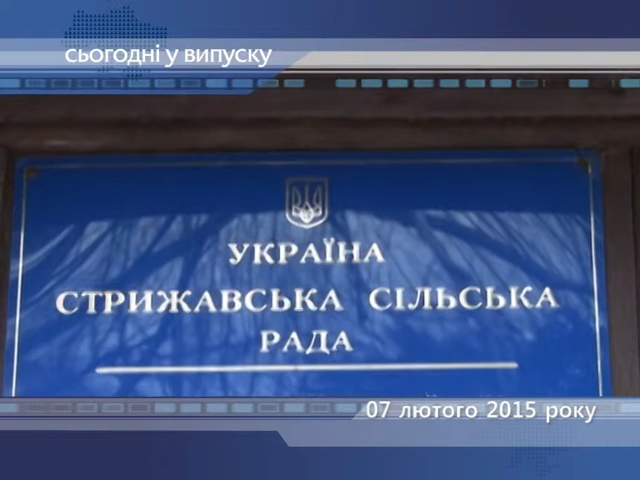 сьогодні у випуску
УКРАЇНА
СТРИЖАВСЬКА СІЛЬСЬКА
РАДА
07 лютого 2015 року